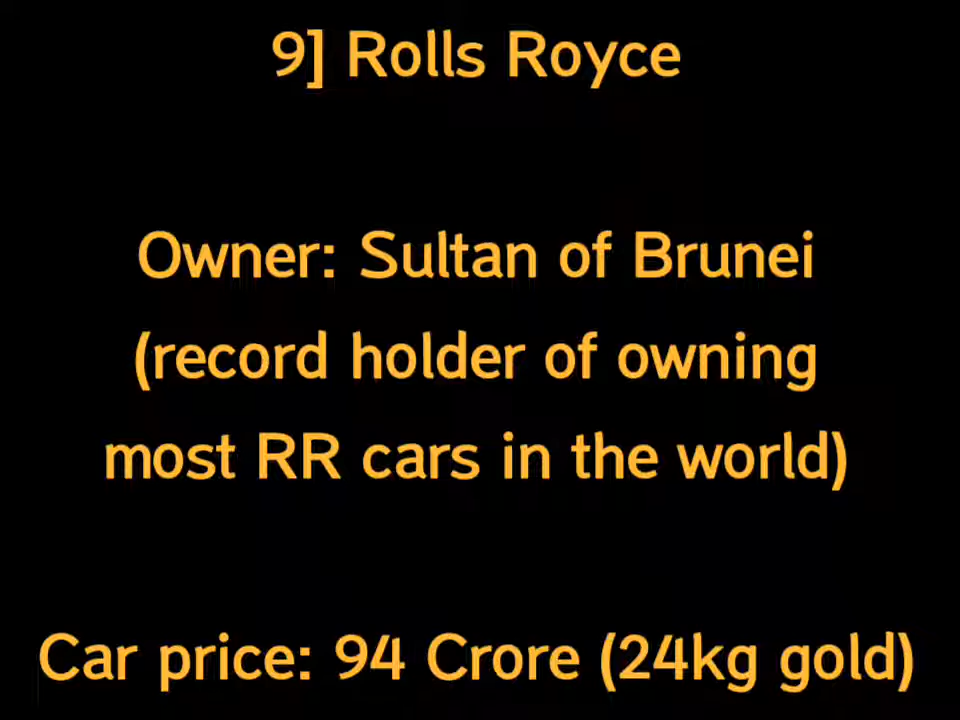 9] Rolls Royce
Owner: Sultan of Brunei
(record holder of owning
most RR cars in the world)
Car price: 94 Crore (24kg gold)